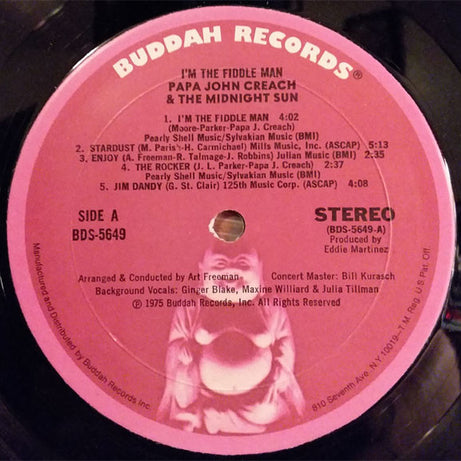 BUDDAH RECORDS®
I'M THE FIDDLE MAN
PAPA JOHN CREACH
& THE MIDNIGHT SUN
1. I'M THE FIDDLE MAN 4:02
(Moore-Parker-Papa J. Creach)
Pearly Shell Music/Sylvakian Music (BMI)
2. STARDUST (M. Paris-H. Carmichael) Mills Music, Inc. (ASCAP) 5:13
3. ENJOY (A. Freeman-R. Talmage-J. Robbins) Julian Music (BMI) 2:35
4. THE ROCKER (J. L. Parker-Papa J. Creach) 2:37
Pearly Shell Music/Sylvakian Music (BMI)
5. JIM DANDY (G. St. Clair) 125th Music Corp. (ASCAP) 4:08
SIDE A
BDS-5649
STEREO
(BDS-5649-A)
Produced by
Eddie Martinez
Arranged & Conducted by Art Freeman Concert Master: Bill Kurasch
Background Vocals: Ginger Blake, Maxine Williard & Julia Tillman
℗ 1975 Buddah Records, Inc. All Rights Reserved
Manufactured and Distributed by Buddah Records Inc.
810 Seventh Ave. N.Y. 10019-T.M. Reg. U.S. Pat. Off.